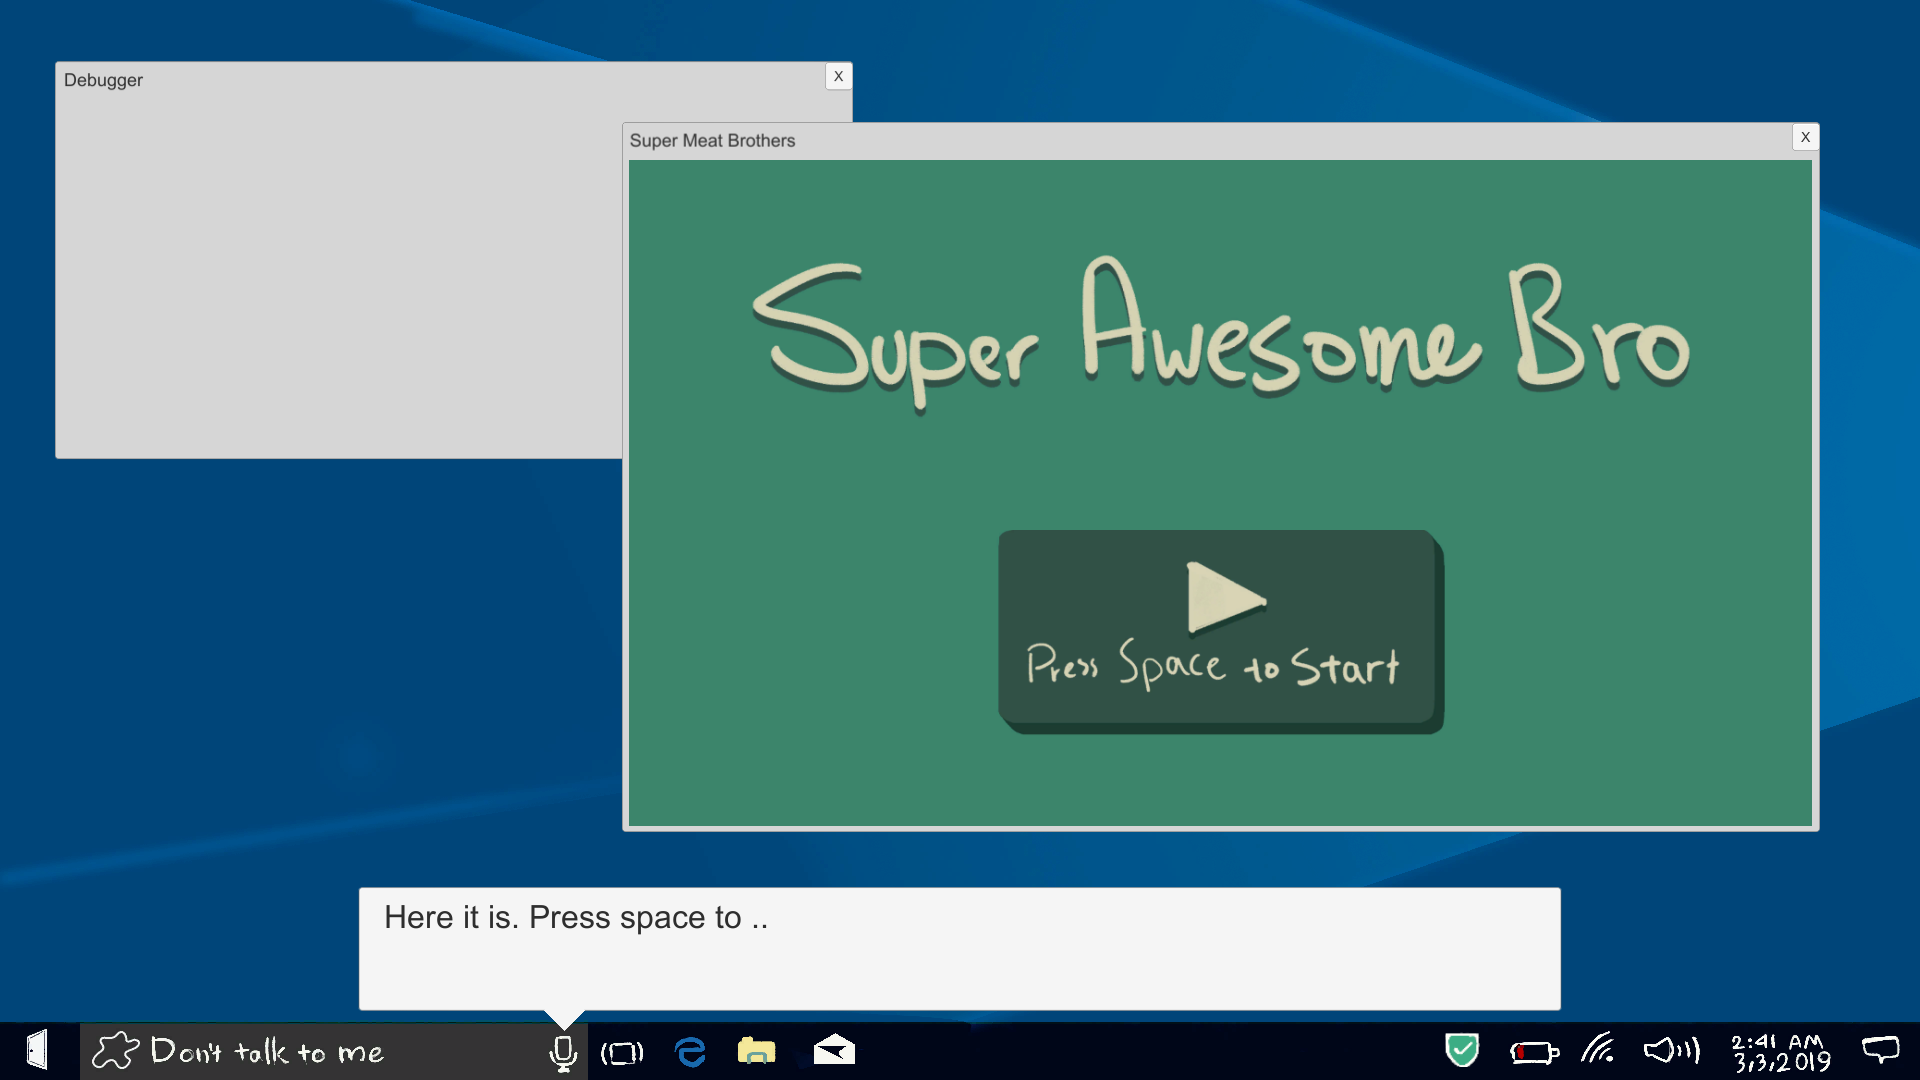 Debugger
X
Super Meat Brothers
X
Super Awesome Bro
Press Space to Start
Here it is. Press space to ..
Don't talk to me
2:41 AM
3,3,2019